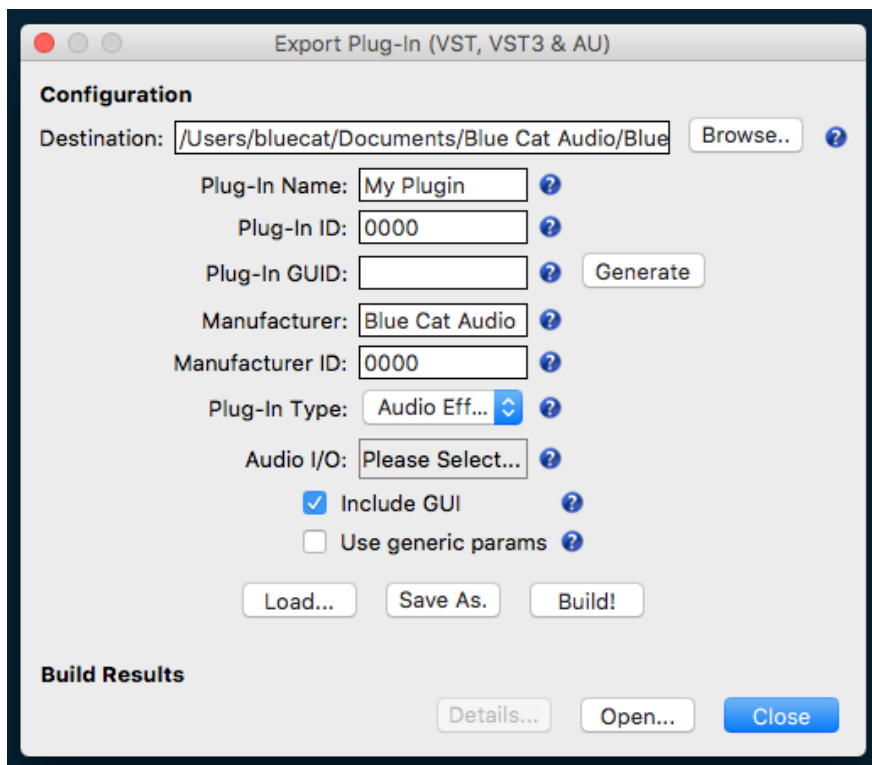 Export Plug-In (VST, VST3 & AU)
Configuration
Destination: /Users/bluecat/Documents/Blue Cat Audio/Blue Browse.. ?
Plug-In Name: My Plugin ?
Plug-In ID: 0000 ?
Plug-In GUID: ? Generate
Manufacturer: Blue Cat Audio ?
Manufacturer ID: 0000 ?
Plug-In Type: Audio Eff... ?
Audio I/O: Please Select... ?
Include GUI ?
Use generic params ?
Load... Save As. Build!
Build Results
Details... Open... Close